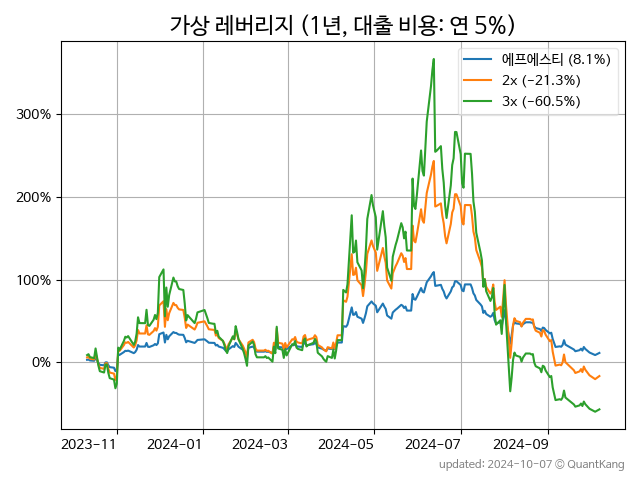 가상 레버리지 (1년, 대출 비용: 연 5%)
에프에스티 (8.1%)
2x (−21.3%)
3x (−60.5%)
300%
200%
100%
0%
2023-11 2024-01 2024-03 2024-05 2024-07 2024-09
updated: 2024-10-07 © QuantKang